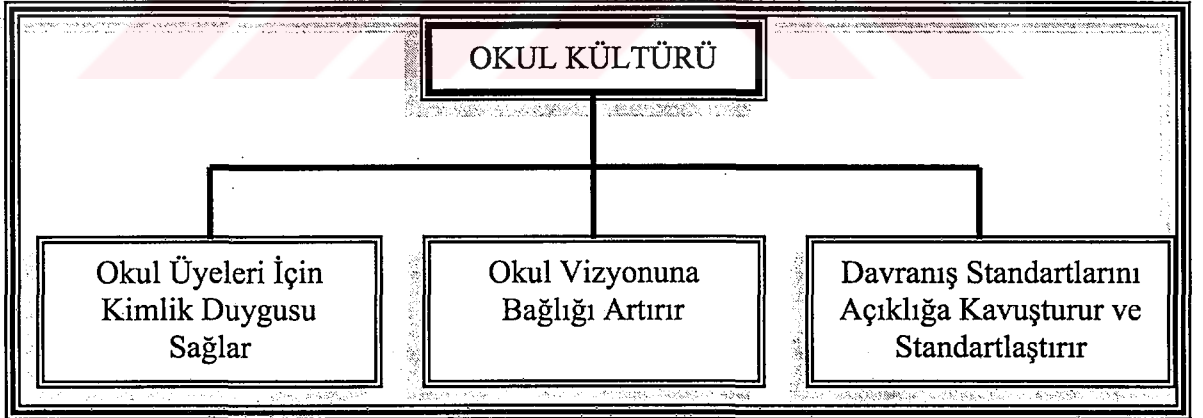 OKUL KÜLTÜRÜ
Okul Üyeleri İçin
Kimlik Duygusu
Sağlar
Okul Vizyonuna
Bağlığı Artırır
Davranış Standartlarını
Açıklığa Kavuşturur ve
Standartlaştırır